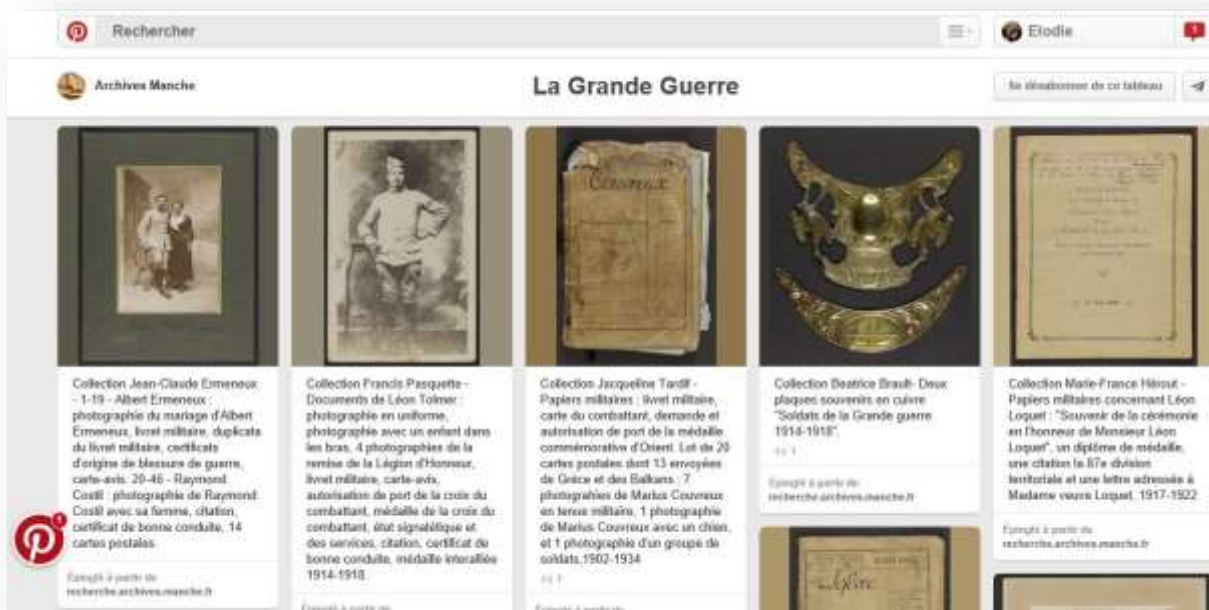 Rechercher
Elodie
1
Archives Manche
La Grande Guerre
Se désabonner de ce tableau
Collection Jean-Claude Ermeneux
- 1-19 - Albert Ermeneux :
photographie du mariage d'Albert
Ermeneux, livret militaire, duplicata
du livret militaire, certificats
d'origine de blessure de guerre,
carte-avis. 20-46 - Raymond
Costil : photographie de Raymond
Costil avec sa femme, citation,
certificat de bonne conduite, 14
cartes postales.
Épinglé à partir de
recherche.archives.manche.fr
Collection Francis Pasquette -
Documents de Léon Tolmer :
photographie en uniforme,
photographie avec un enfant dans
les bras, 4 photographies de la
remise de la Légion d'Honneur,
livret militaire, carte-avis,
autorisation de port de la croix du
combattant, médaille de la croix du
combattant, état signalétique et
des services, citation, certificat de
bonne conduite, médaille interalliée
1914-1918.
Épinglé à partir de
Couvreux
Collection Jacqueline Tardif -
Papiers militaires : livret militaire,
carte du combattant, demande et
autorisation de port de la médaille
commémorative d'Orient. Lot de 20
cartes postales dont 13 envoyées
de Grèce et des Balkans ; 7
photographies de Marius Couvreux
en tenue militaire, 1 photographie
de Marius Couvreux avec un chien,
et 1 photographie d'un groupe de
soldats,1902-1934
1
Épinglé à partir de
Collection Béatrice Brault- Deux
plaques souvenirs en cuivre
"Soldats de la Grande guerre
1914-1918".
1
Épinglé à partir de
recherche.archives.manche.fr
Collection Marie-France Hérout -
Papiers militaires concernant Léon
Loquet : "Souvenir de la cérémonie
en l'honneur de Monsieur Léon
Loquet", un diplôme de médaille,
une citation la 87e division
territoriale et une lettre adressée à
Madame veuve Loquet, 1917-1922
Épinglé à partir de
recherche.archives.manche.fr
1